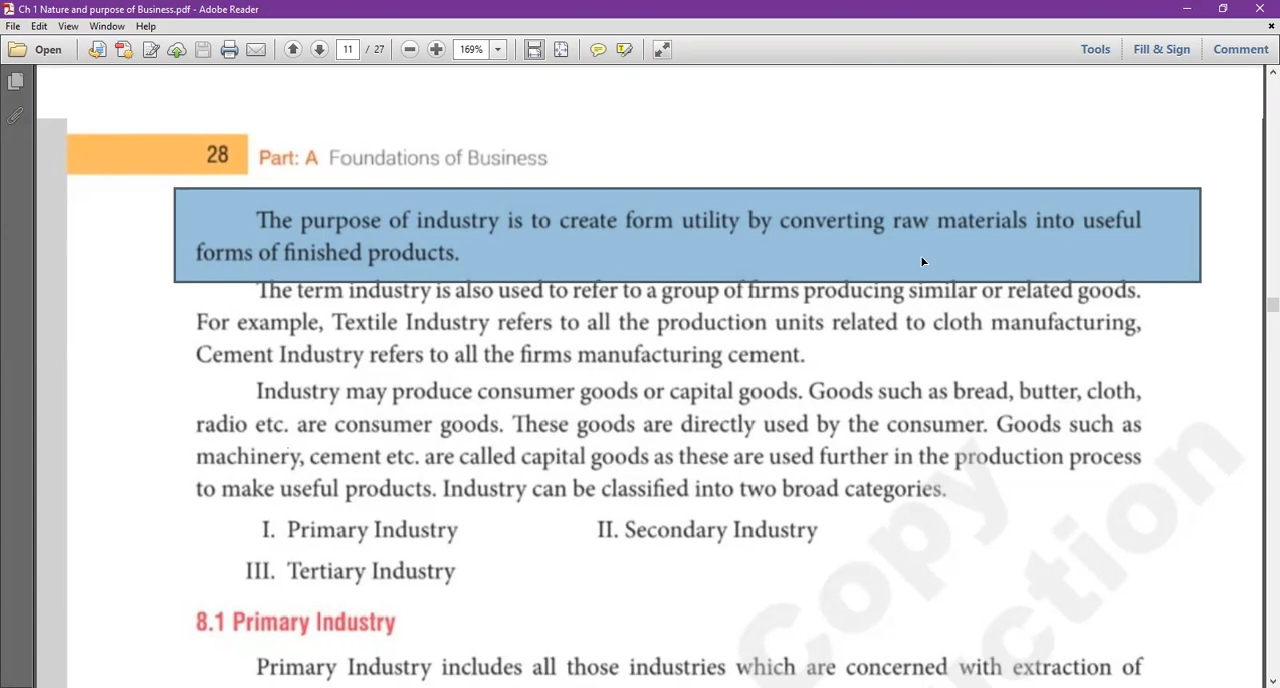 Ch 1 Nature and purpose of Business.pdf - Adobe Reader
File Edit View Window Help
Open 11 / 27 169% Tools Fill & Sign Comment
28 Part: A Foundations of Business
The purpose of industry is to create form utility by converting raw materials into useful
forms of finished products.
The term industry is also used to refer to a group of firms producing similar or related goods.
For example, Textile Industry refers to all the production units related to cloth manufacturing,
Cement Industry refers to all the firms manufacturing cement.
Industry may produce consumer goods or capital goods. Goods such as bread, butter, cloth,
radio etc. are consumer goods. These goods are directly used by the consumer. Goods such as
machinery, cement etc. are called capital goods as these are used further in the production process
to make useful products. Industry can be classified into two broad categories.
I. Primary Industry II. Secondary Industry
III. Tertiary Industry
8.1 Primary Industry
Primary Industry includes all those industries which are concerned with extraction of
Copy
uction